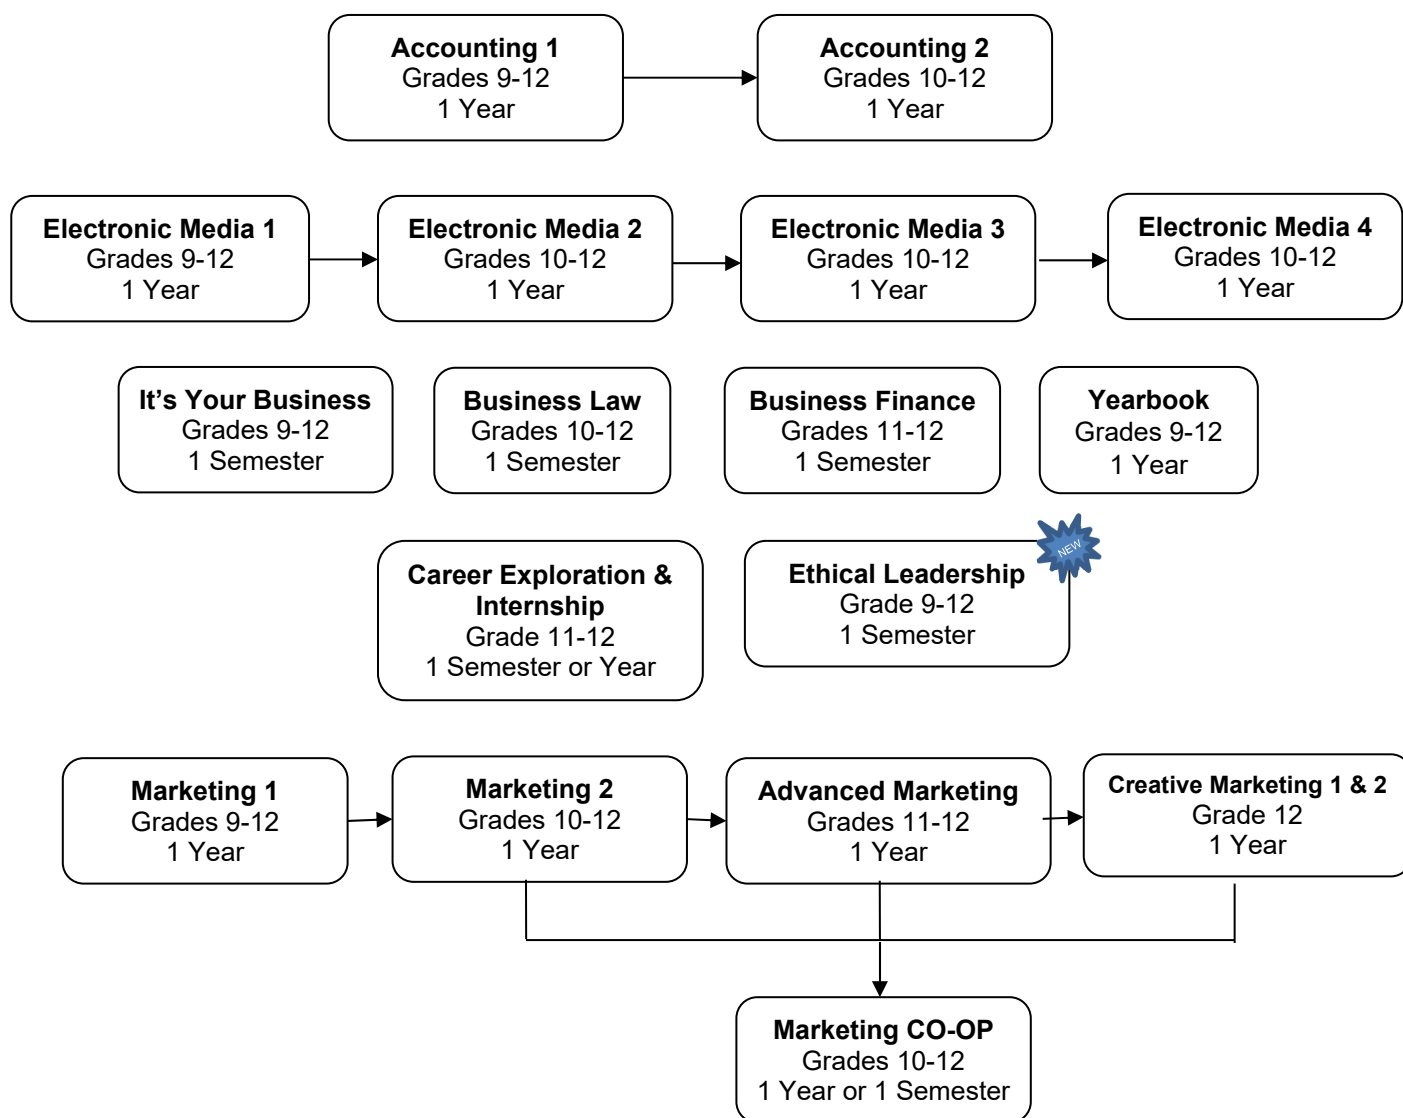 Accounting 1
Grades 9-12
1 Year
Accounting 2
Grades 10-12
1 Year
Electronic Media 1
Grades 9-12
1 Year
Electronic Media 2
Grades 10-12
1 Year
Electronic Media 3
Grades 10-12
1 Year
Electronic Media 4
Grades 10-12
1 Year
It’s Your Business
Grades 9-12
1 Semester
Business Law
Grades 10-12
1 Semester
Business Finance
Grades 11-12
1 Semester
Yearbook
Grades 9-12
1 Year
Career Exploration &
Internship
Grade 11-12
1 Semester or Year
NEW
Ethical Leadership
Grade 9-12
1 Semester
Marketing 1
Grades 9-12
1 Year
Marketing 2
Grades 10-12
1 Year
Advanced Marketing
Grades 11-12
1 Year
Creative Marketing 1 & 2
Grade 12
1 Year
Marketing CO-OP
Grades 10-12
1 Year or 1 Semester